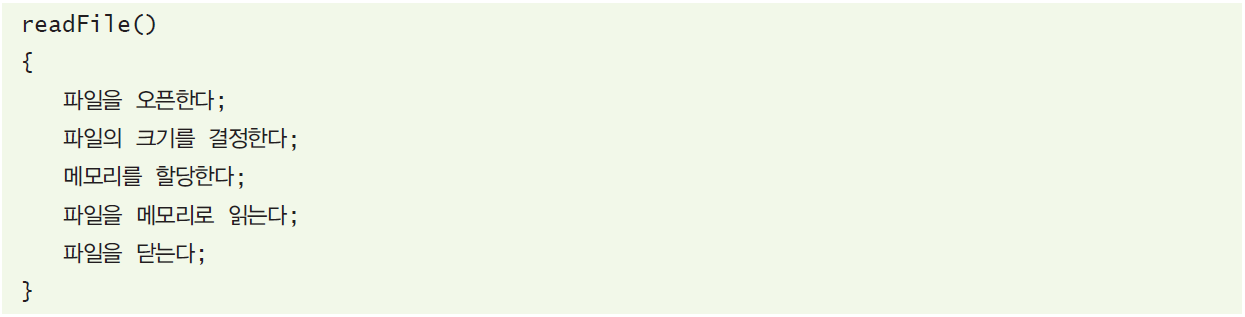 readFile()
{
파일을 오픈한다;
파일의 크기를 결정한다;
메모리를 할당한다;
파일을 메모리로 읽는다;
파일을 닫는다;
}